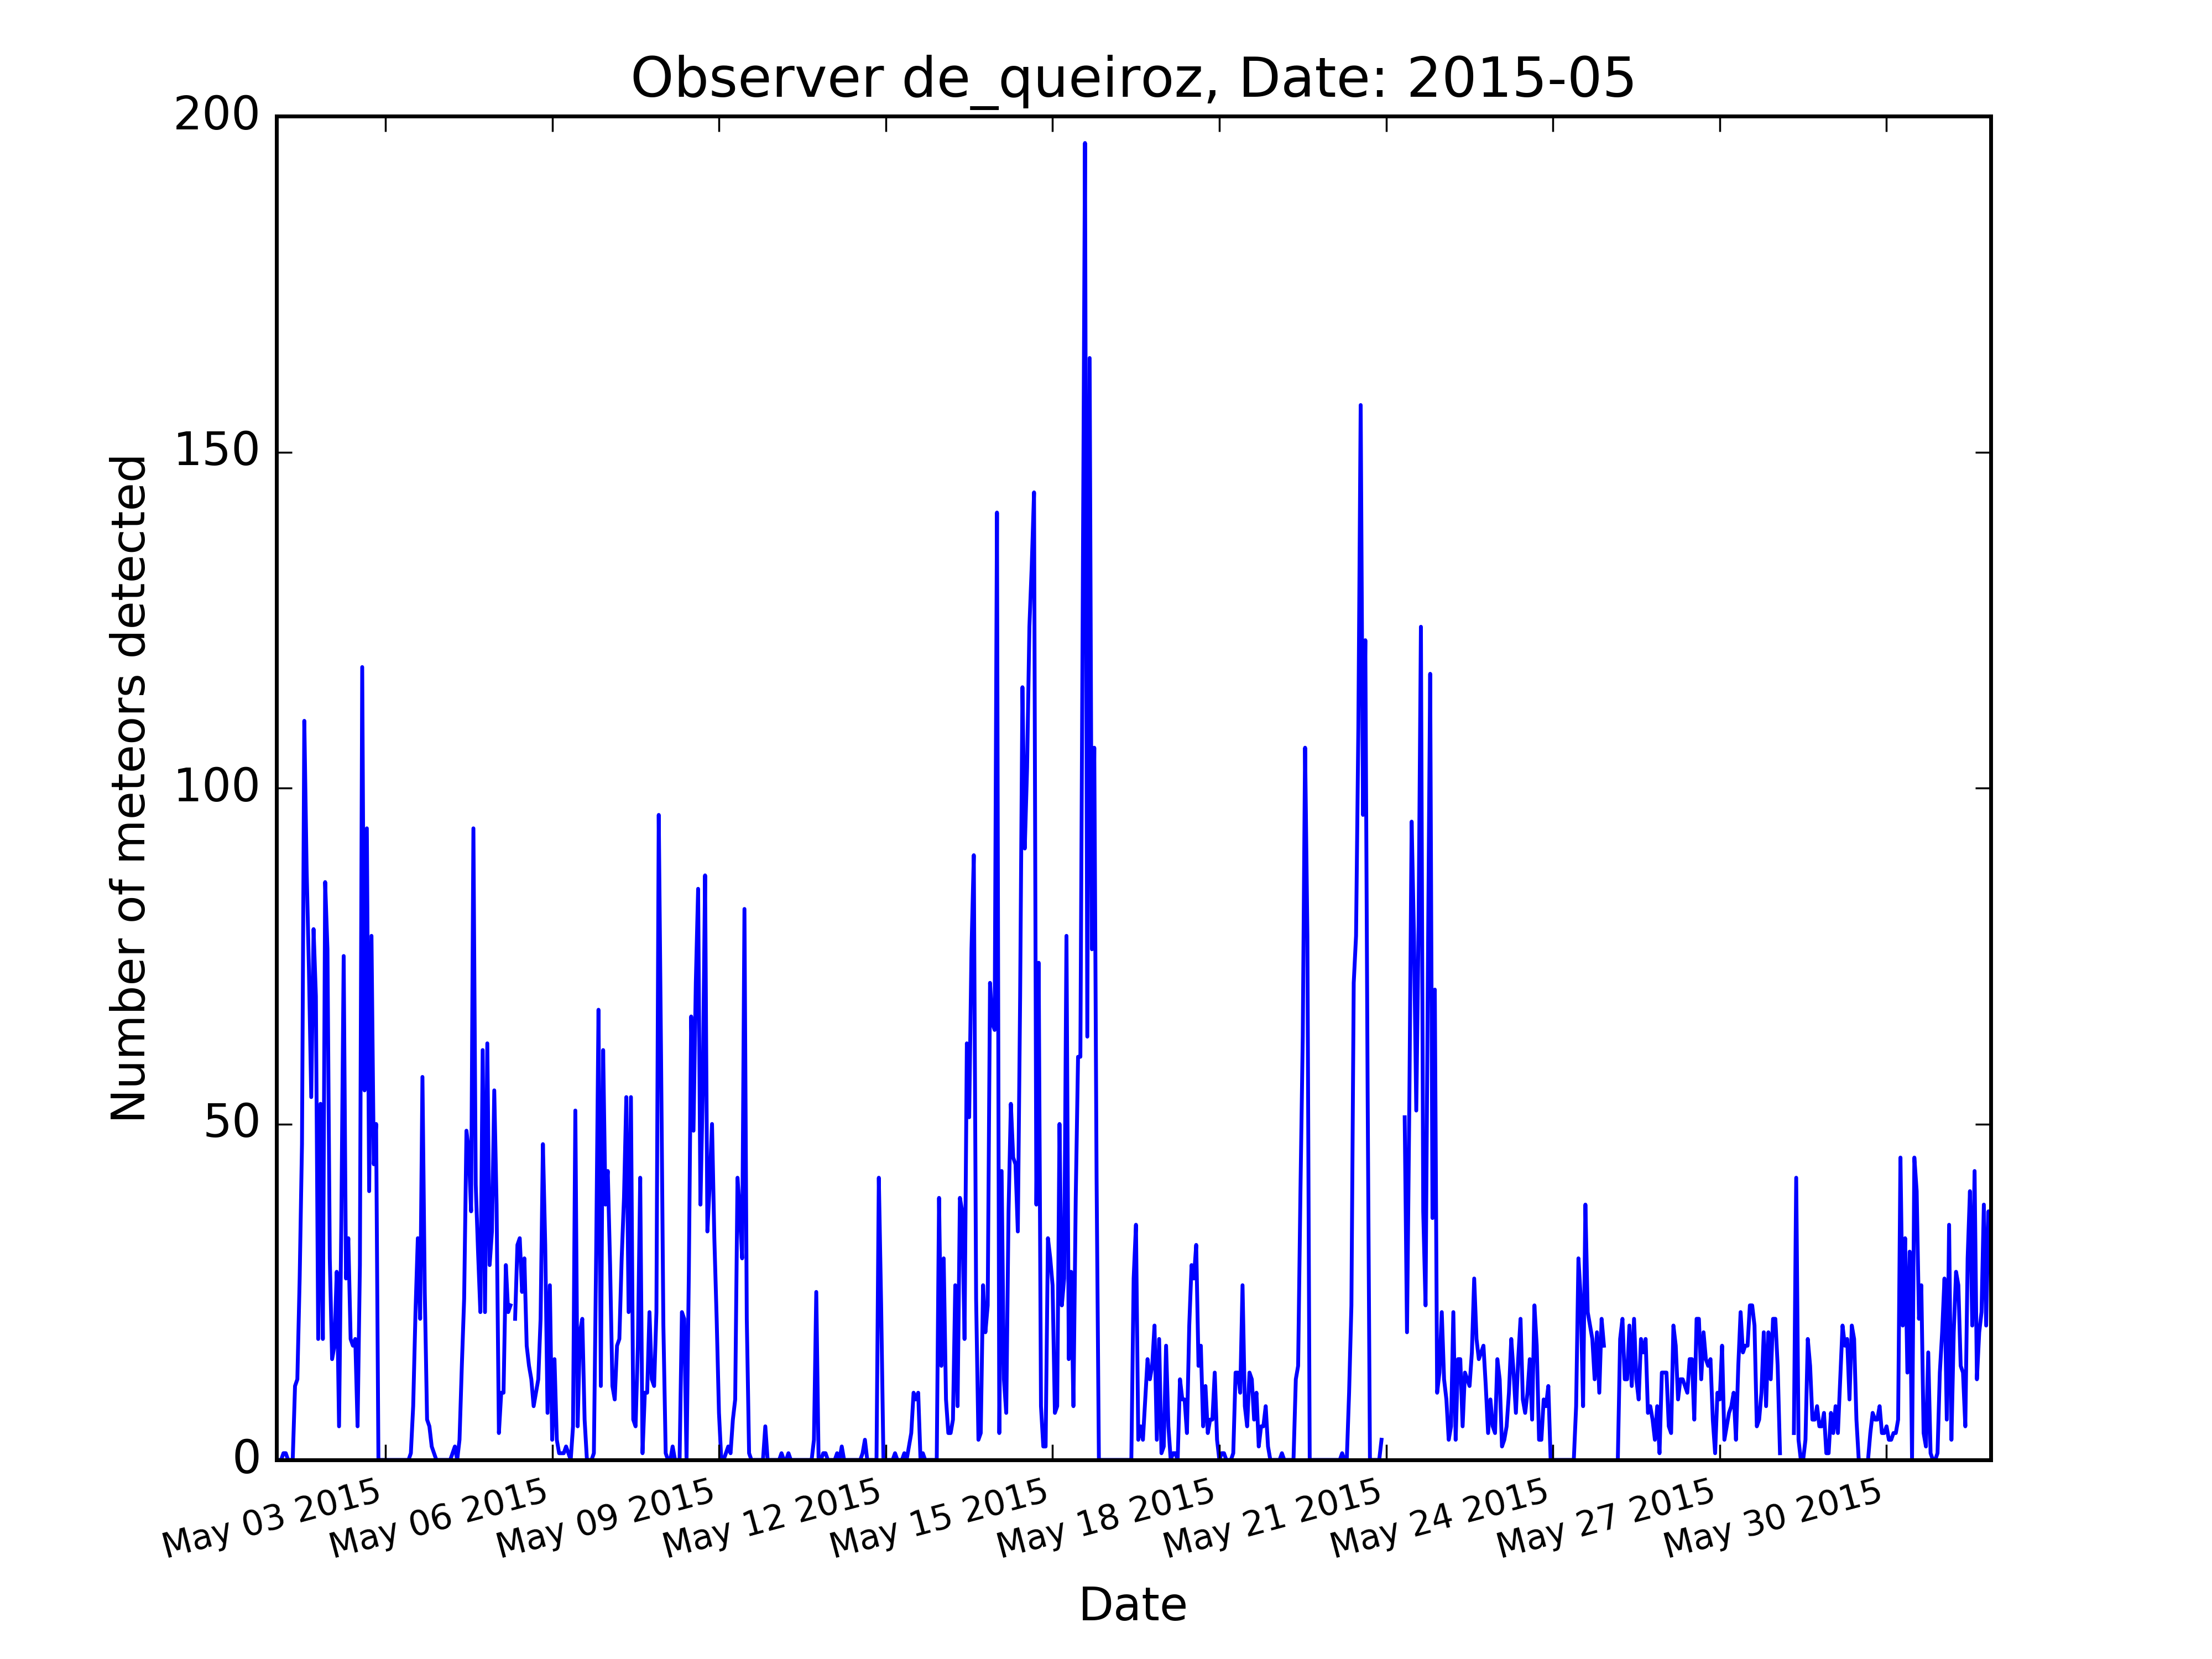 Observer de_queiroz, Date: 2015-05
200
150
100
50
0
Number of meteors detected
May 03 2015
May 06 2015
May 09 2015
May 12 2015
May 15 2015
May 18 2015
May 21 2015
May 24 2015
May 27 2015
May 30 2015
Date